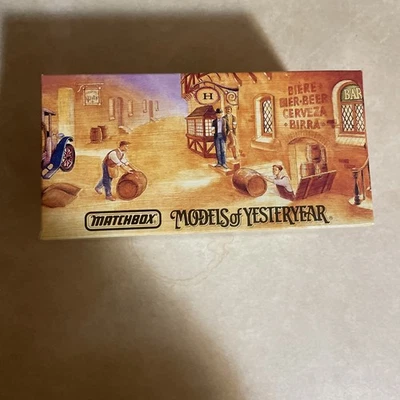 H
BIERE
BIER-BEER
CERVEZA
BIRRA
BAR
MATCHBOX
MODELS of YESTERYEAR